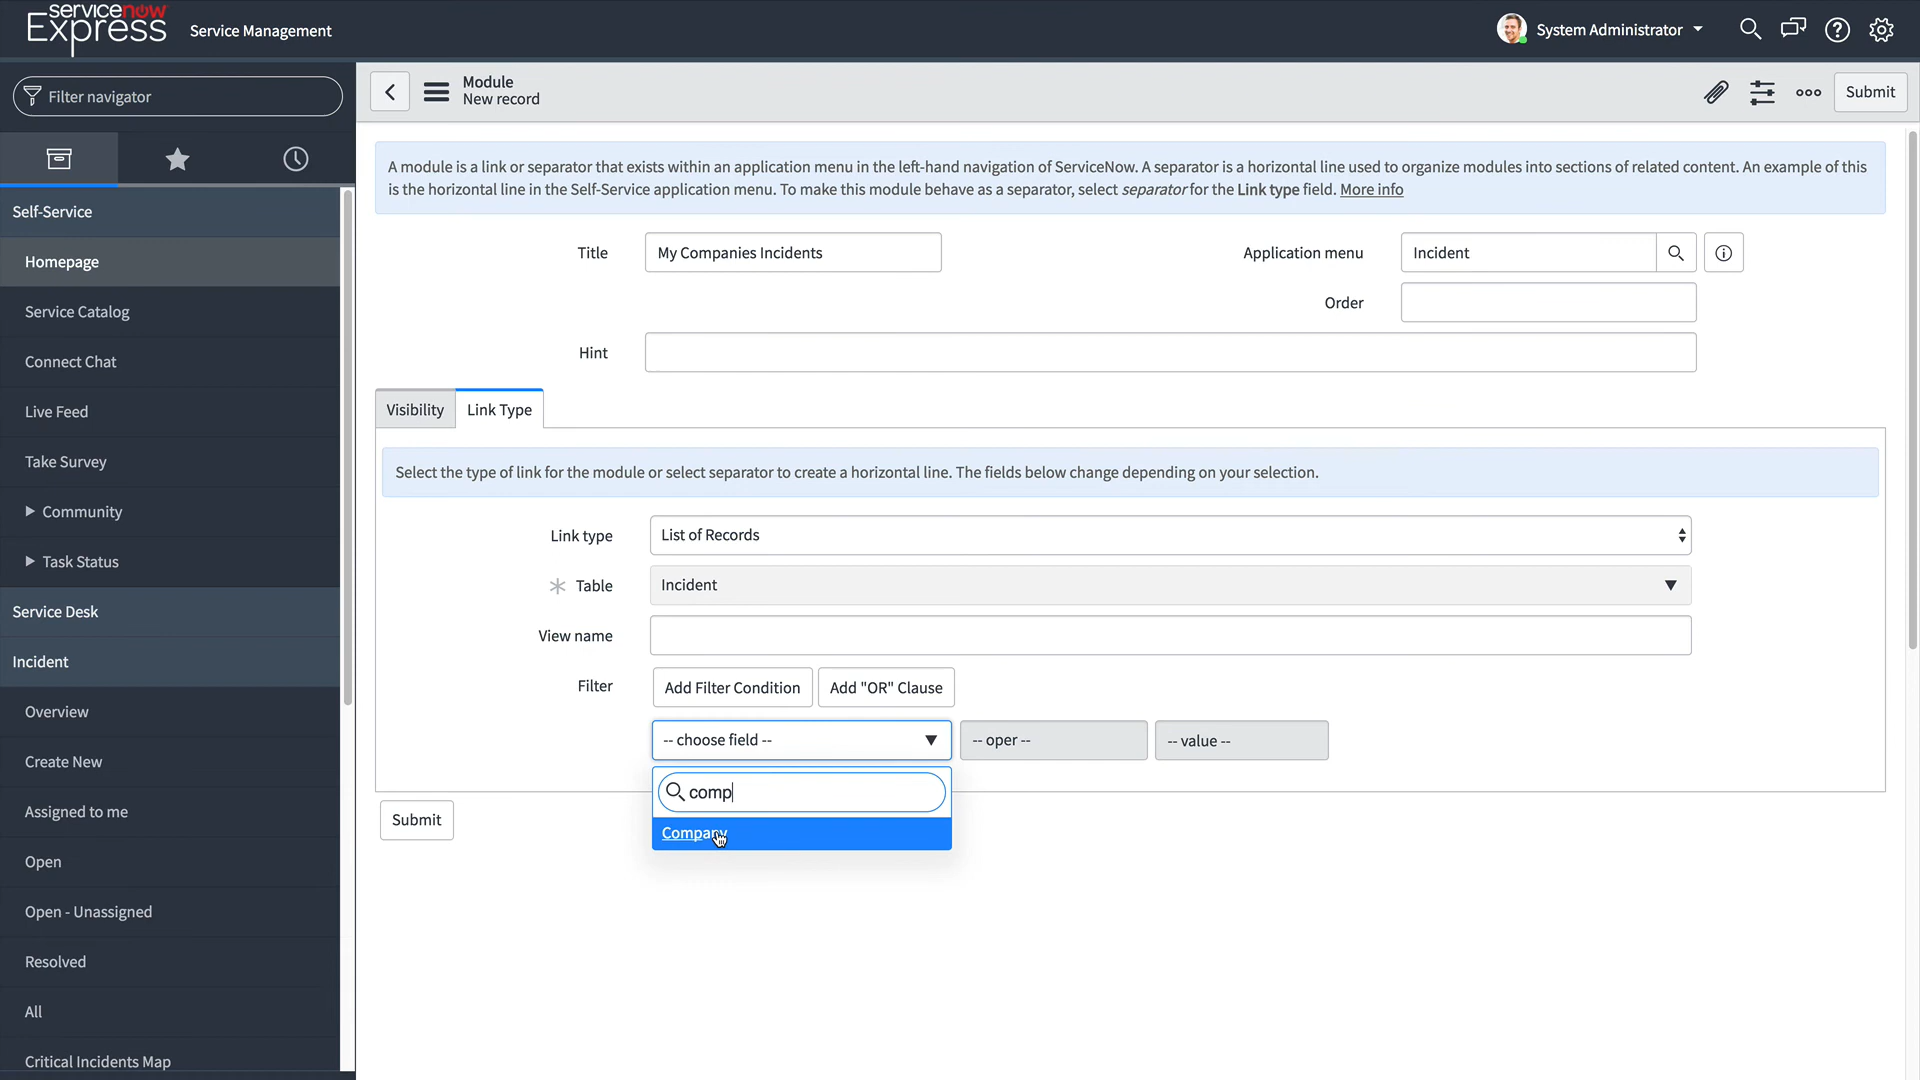 servicenow
Express
Service Management
System Administrator
Filter navigator
Module
New record
Submit
A module is a link or separator that exists within an application menu in the left-hand navigation of ServiceNow. A separator is a horizontal line used to organize modules into sections of related content. An example of this
is the horizontal line in the Self-Service application menu. To make this module behave as a separator, select separator for the Link type field. More info
Self-Service
Homepage
Service Catalog
Connect Chat
Live Feed
Take Survey
Community
Task Status
Service Desk
Incident
Overview
Create New
Assigned to me
Open
Open - Unassigned
Resolved
All
Critical Incidents Map
Title
My Companies Incidents
Application menu
Incident
Order
Hint
Visibility
Link Type
Select the type of link for the module or select separator to create a horizontal line. The fields below change depending on your selection.
Link type
List of Records
Table
Incident
View name
Filter
Add Filter Condition
Add "OR" Clause
-- choose field --
-- oper --
-- value --
comp
Company
Submit